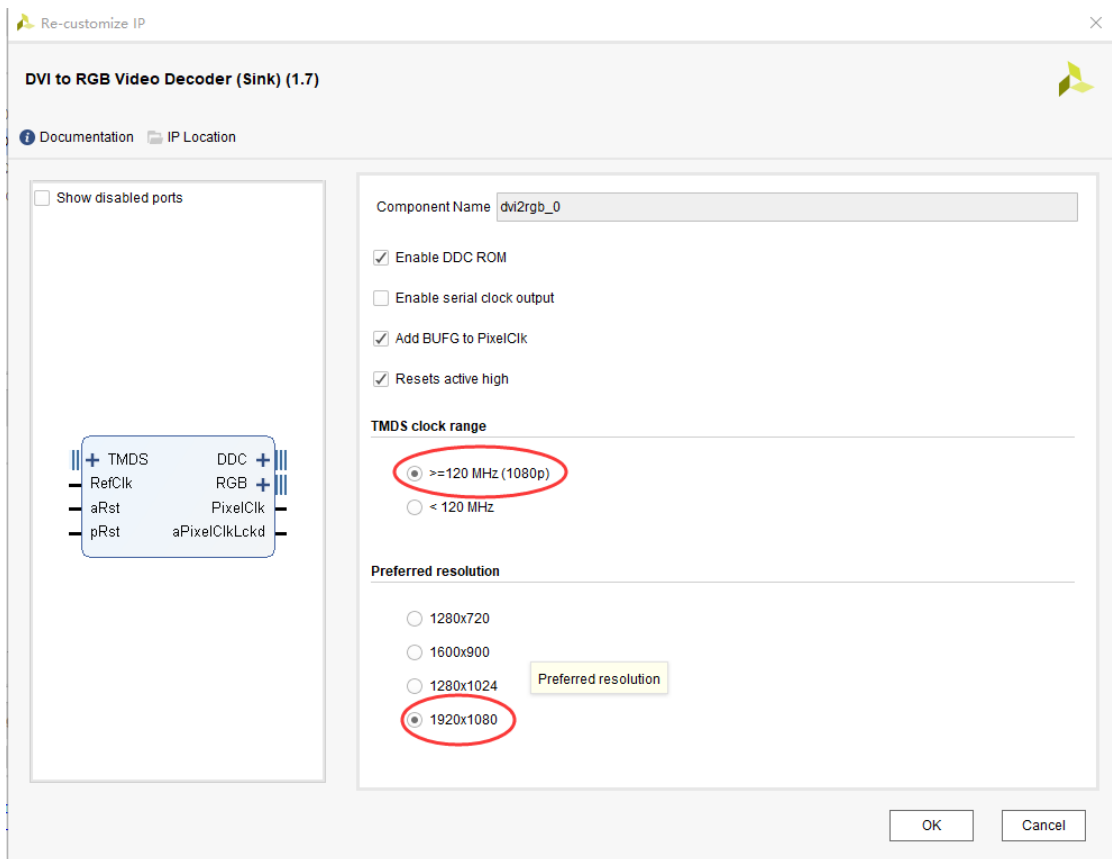 Re-customize IP
DVI to RGB Video Decoder (Sink) (1.7)
Documentation IP Location
Show disabled ports
TMDS DDC
RefClk RGB
aRst PixelClk
pRst aPixelClkLckd
Component Name dvi2rgb_0
Enable DDC ROM
Enable serial clock output
Add BUFG to PixelClk
Resets active high
TMDS clock range
>=120 MHz (1080p)
< 120 MHz
Preferred resolution
1280x720
1600x900
1280x1024
Preferred resolution
1920x1080
OK Cancel